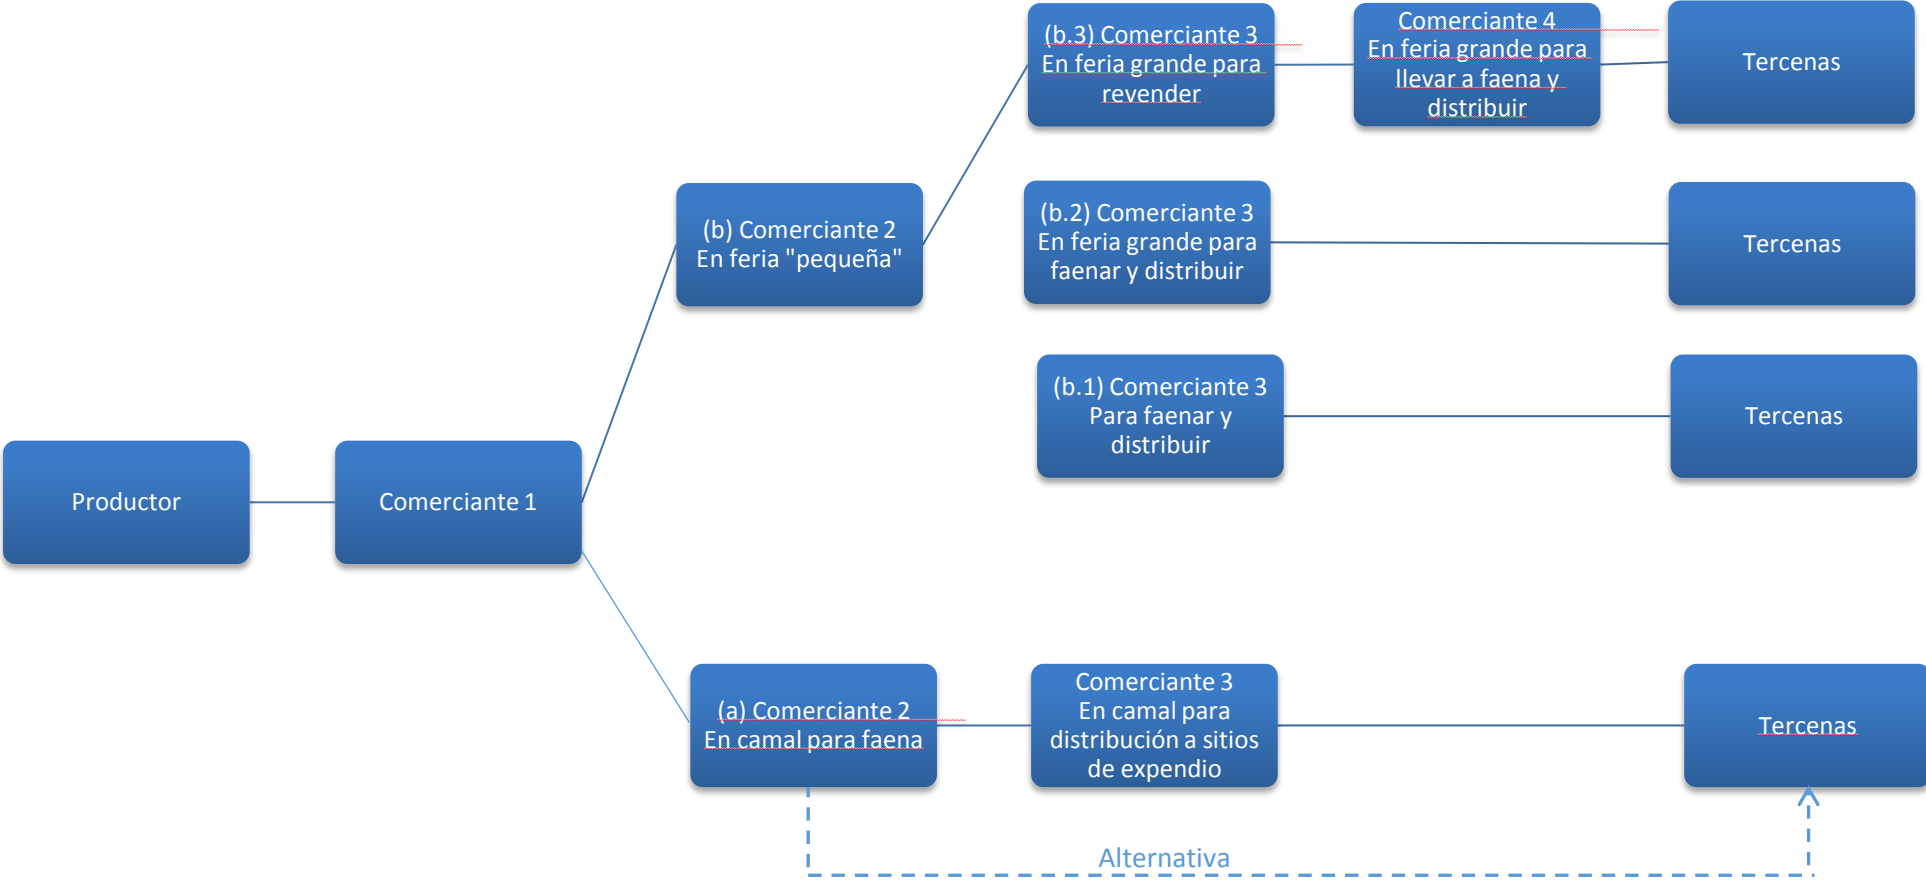 (b.3) Comerciante 3
En feria grande para
revender
Comerciante 4
En feria grande para
llevar a faena y
distribuir
Tercenas
(b) Comerciante 2
En feria "pequeña"
(b.2) Comerciante 3
En feria grande para
faenar y distribuir
Tercenas
(b.1) Comerciante 3
Para faenar y
distribuir
Tercenas
Productor
Comerciante 1
(a) Comerciante 2
En camal para faena
Comerciante 3
En camal para
distribución a sitios
de expendio
Tercenas
Alternativa